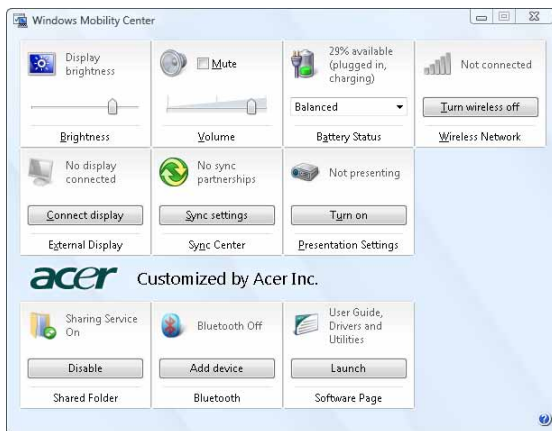 Windows Mobility Center
Display
brightness
Brightness
Mute
Volume
29% available
(plugged in,
charging)
Balanced
Battery Status
Not connected
Turn wireless off
Wireless Network
No display
connected
Connect display
External Display
No sync
partnerships
Sync settings
Sync Center
Not presenting
Turn on
Presentation Settings
acer Customized by Acer Inc.
Sharing Service
On
Disable
Shared Folder
Bluetooth Off
Add device
Bluetooth
User Guide,
Drivers and
Utilities
Launch
Software Page